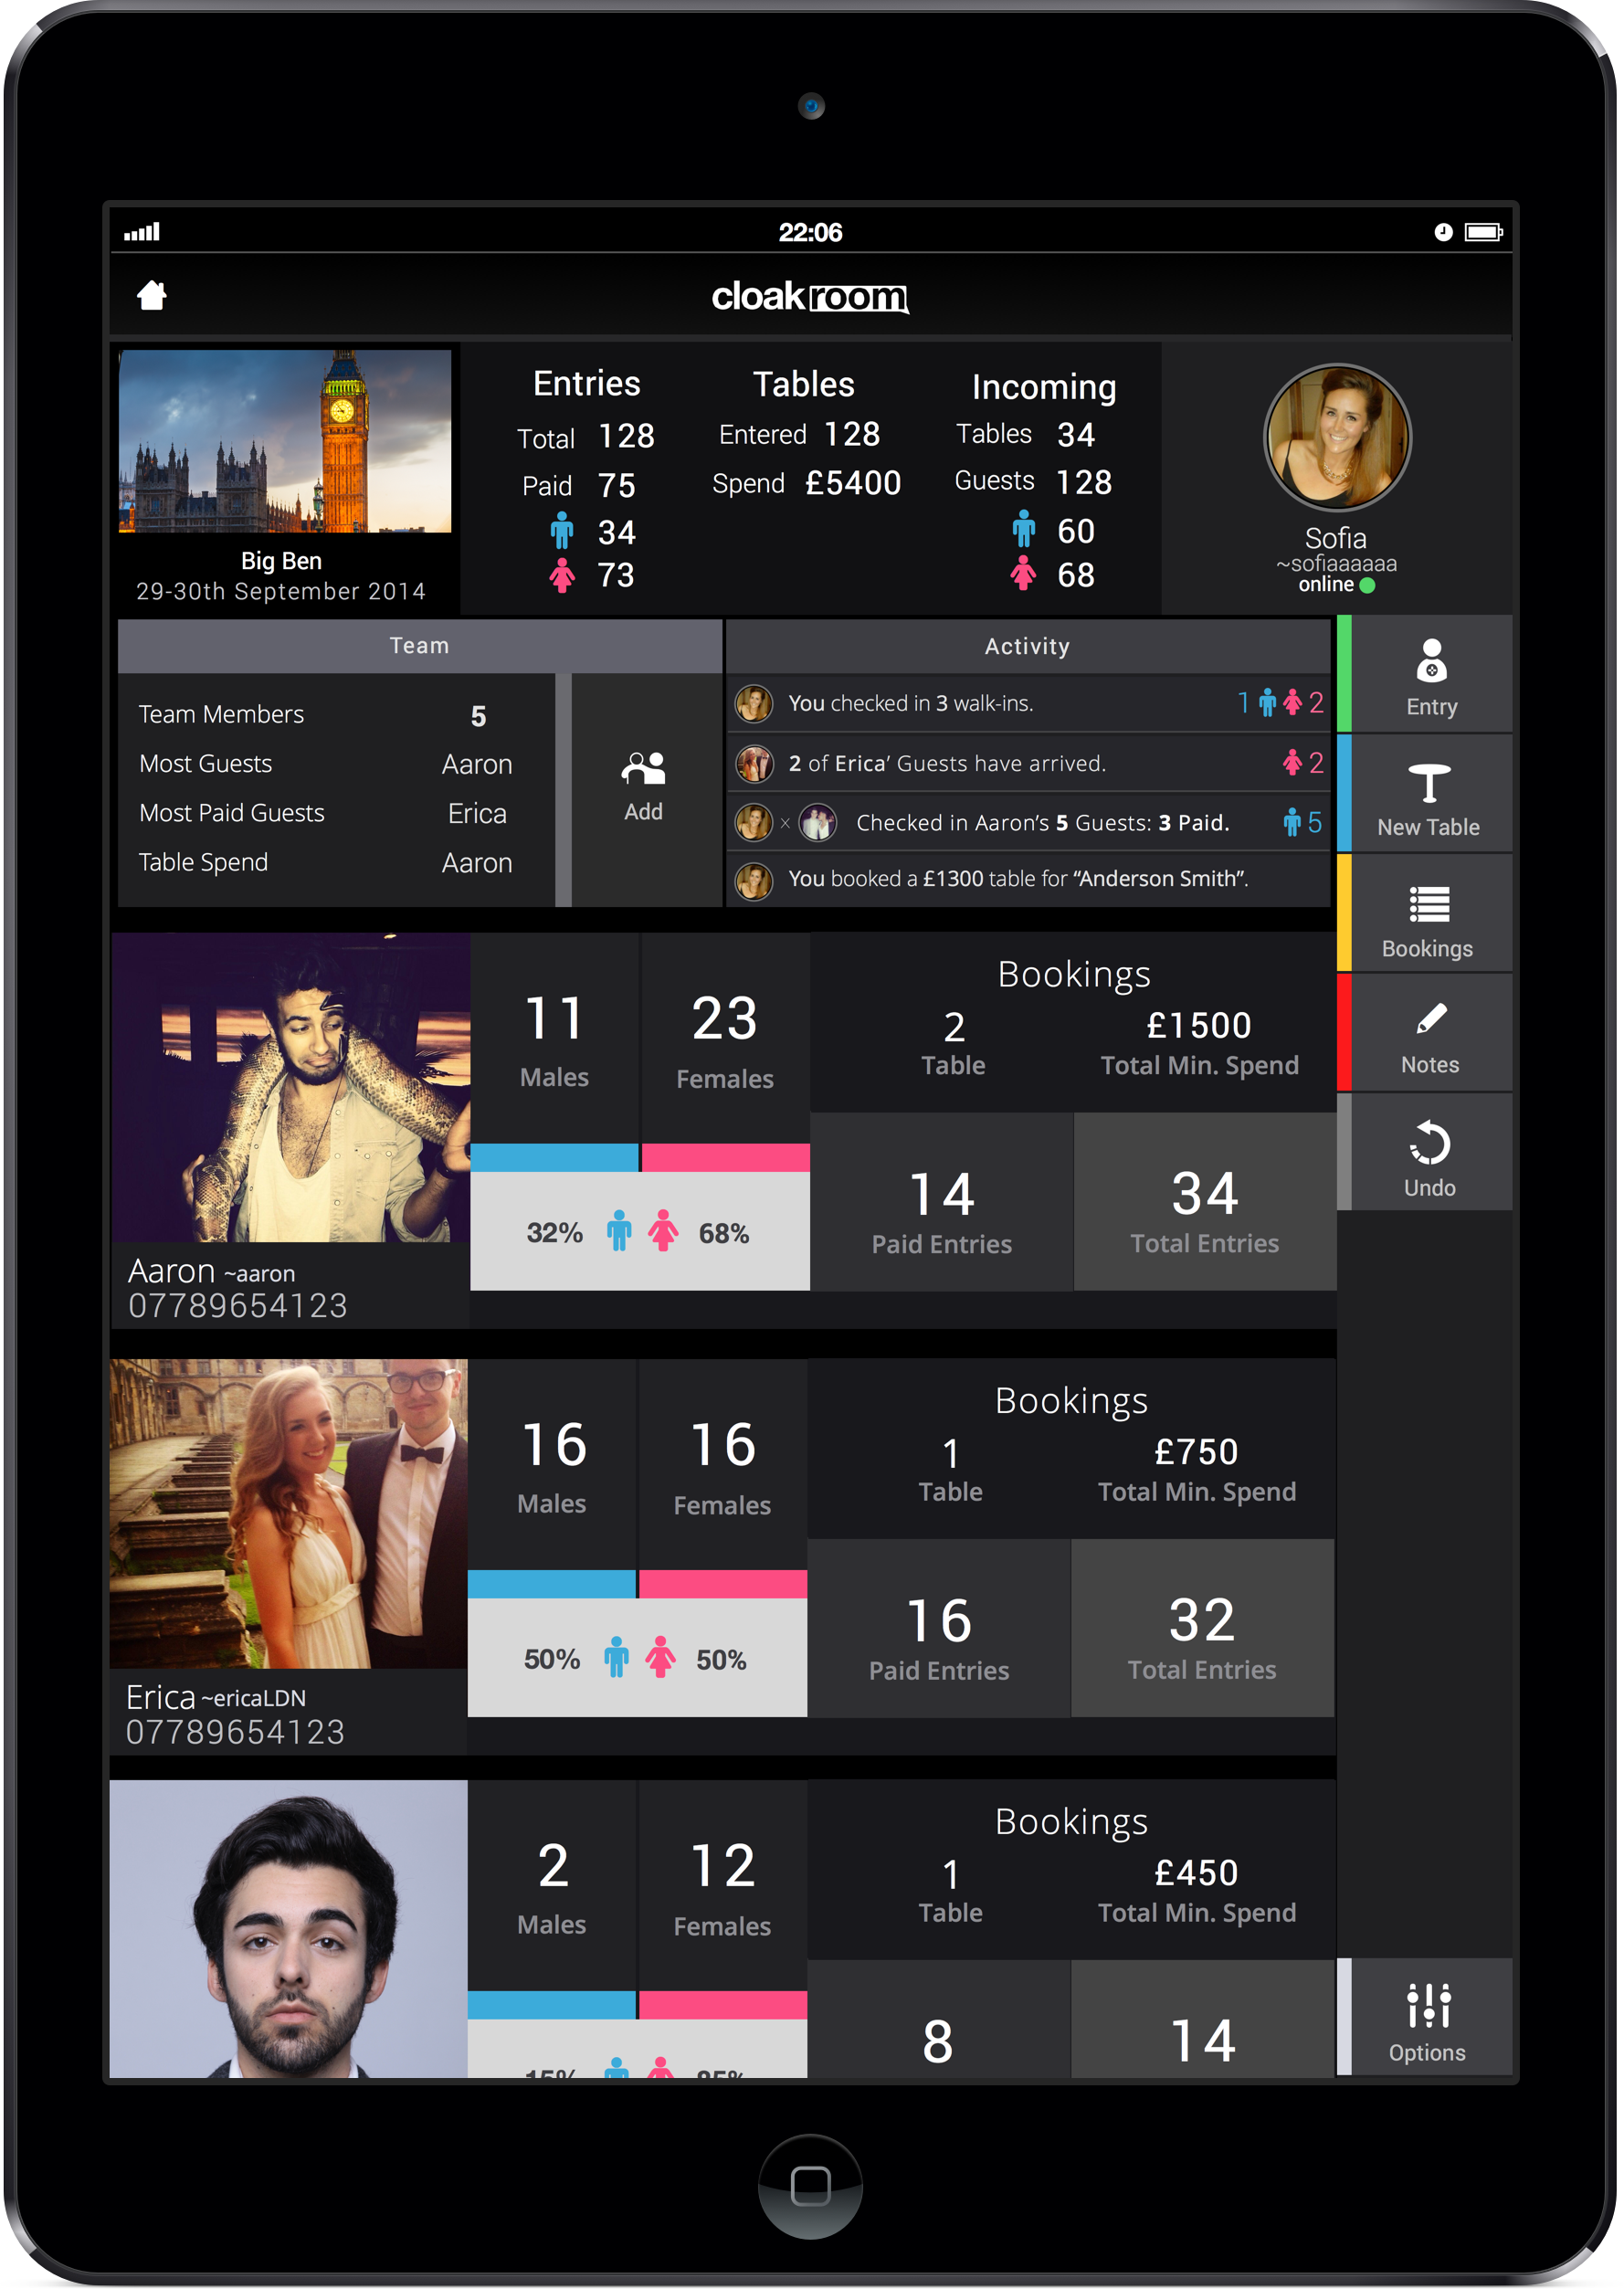 22:06
cloakroom
Entries
Total 128
Paid 75
34
73
Tables
Entered 128
Spend £5400
Incoming
Tables 34
Guests 128
60
68
Big Ben
29-30th September 2014
Sofia
~sofiaaaaaa
online
Team
Team Members 5
Most Guests Aaron
Most Paid Guests Erica
Table Spend Aaron
Add
Activity
You checked in 3 walk-ins. 1 2
2 of Erica’ Guests have arrived. 2
x Checked in Aaron’s 5 Guests: 3 Paid. 5
You booked a £1300 table for “Anderson Smith”.
Entry
New Table
Bookings
Notes
Undo
11
Males
23
Females
32% 68%
Bookings
2
Table
£1500
Total Min. Spend
14
Paid Entries
34
Total Entries
Aaron ~aaron
07789654123
16
Males
16
Females
50% 50%
Bookings
1
Table
£750
Total Min. Spend
16
Paid Entries
32
Total Entries
Erica ~ericaLDN
07789654123
2
Males
12
Females
Bookings
1
Table
£450
Total Min. Spend
8
14
Options